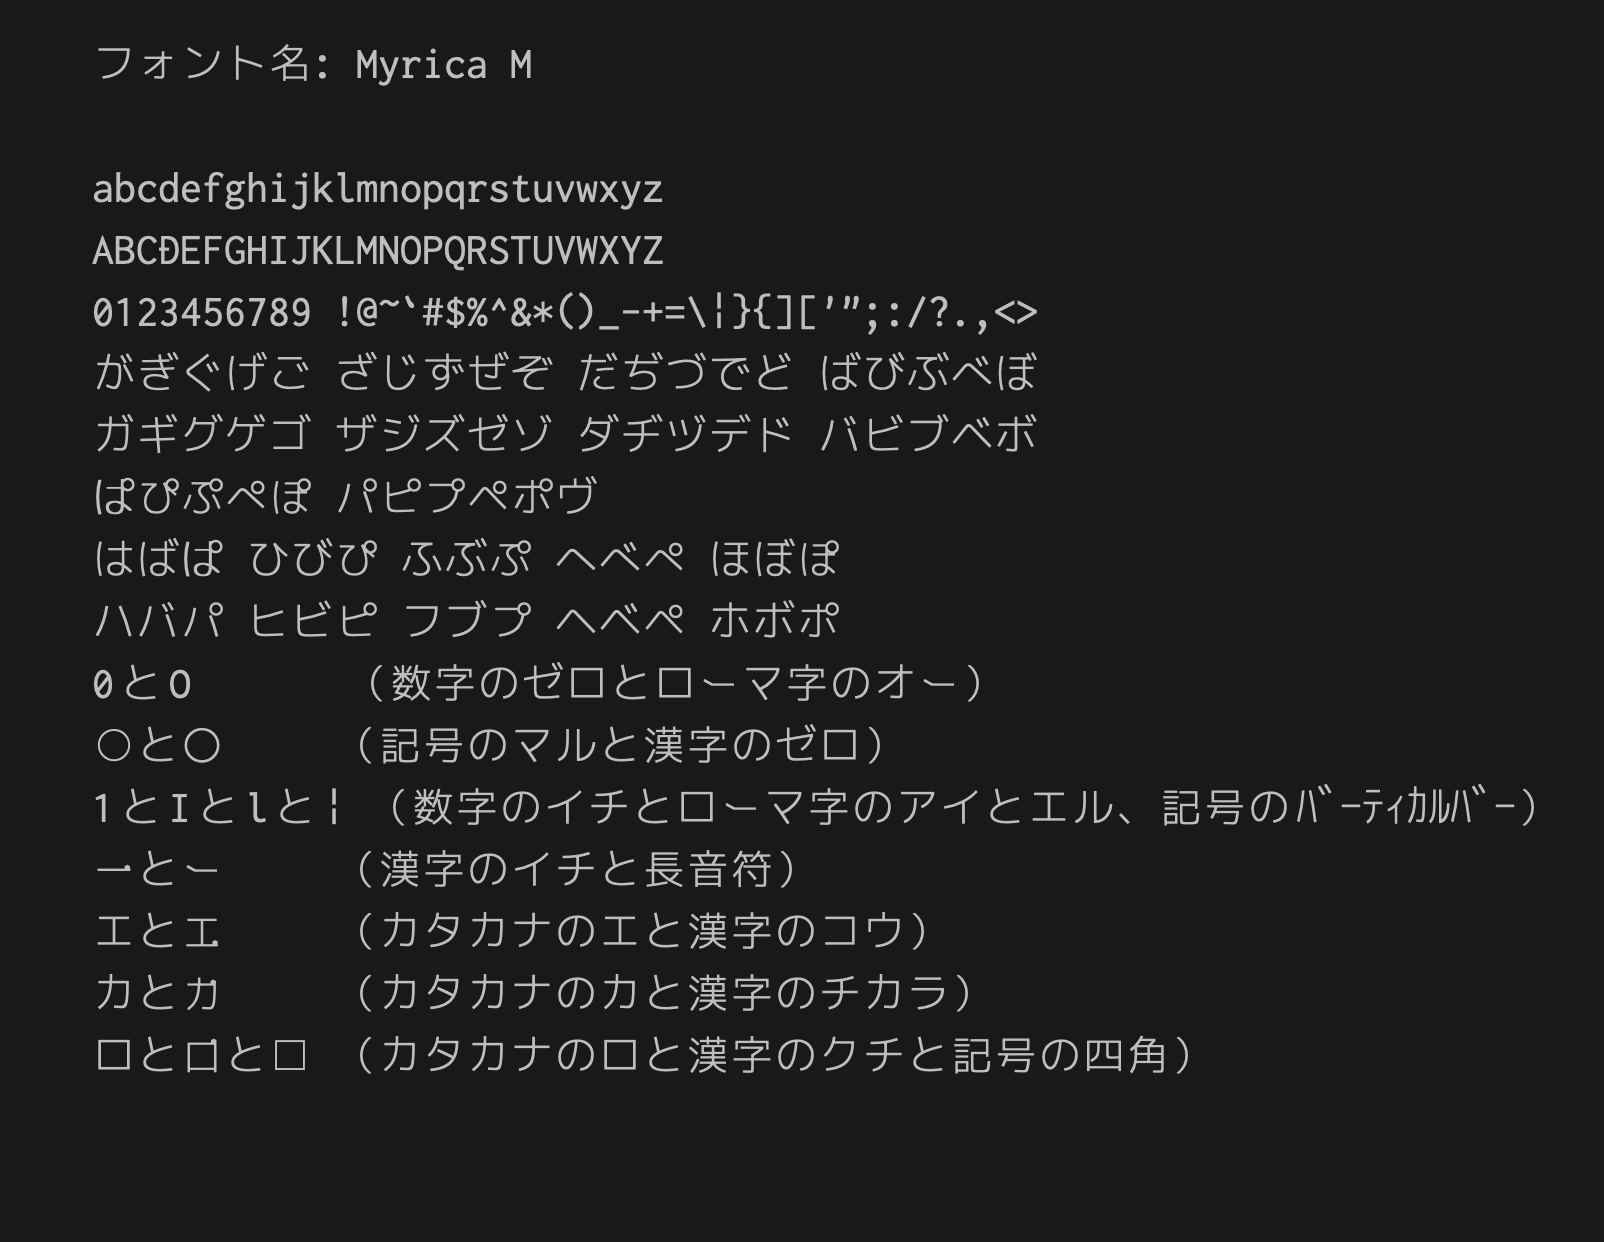 フォント名: Myrica M
abcdefghijklmnopqrstuvwxyz
ABCDEFGHIJKLMNOPQRSTUVWXYZ
0123456789 !@~`#$%^&*()_-+=\|}{]['";:/?.,<>
がぎぐげご ざじずぜぞ だぢづでど ばびぶべぼ
ガギグゲゴ ザジズゼゾ ダヂヅデド バビブベボ
ぱぴぷぺぽ パピプペポヴ
はばぱ ひびぴ ふぶぷ へべぺ ほぼぽ
ハバパ ヒビピ フブプ ヘベペ ホボポ
0とO （数字のゼロとローマ字のオー）
○と〇 （記号のマルと漢字のゼロ）
1とIとlと| （数字のイチとローマ字のアイとエル、記号のﾊﾞｰﾃｨｶﾙﾊﾞｰ）
一とー （漢字のイチと長音符）
エと工 （カタカナのエと漢字のコウ）
カと力 （カタカナのカと漢字のチカラ）
ロと口と□ （カタカナのロと漢字のクチと記号の四角）